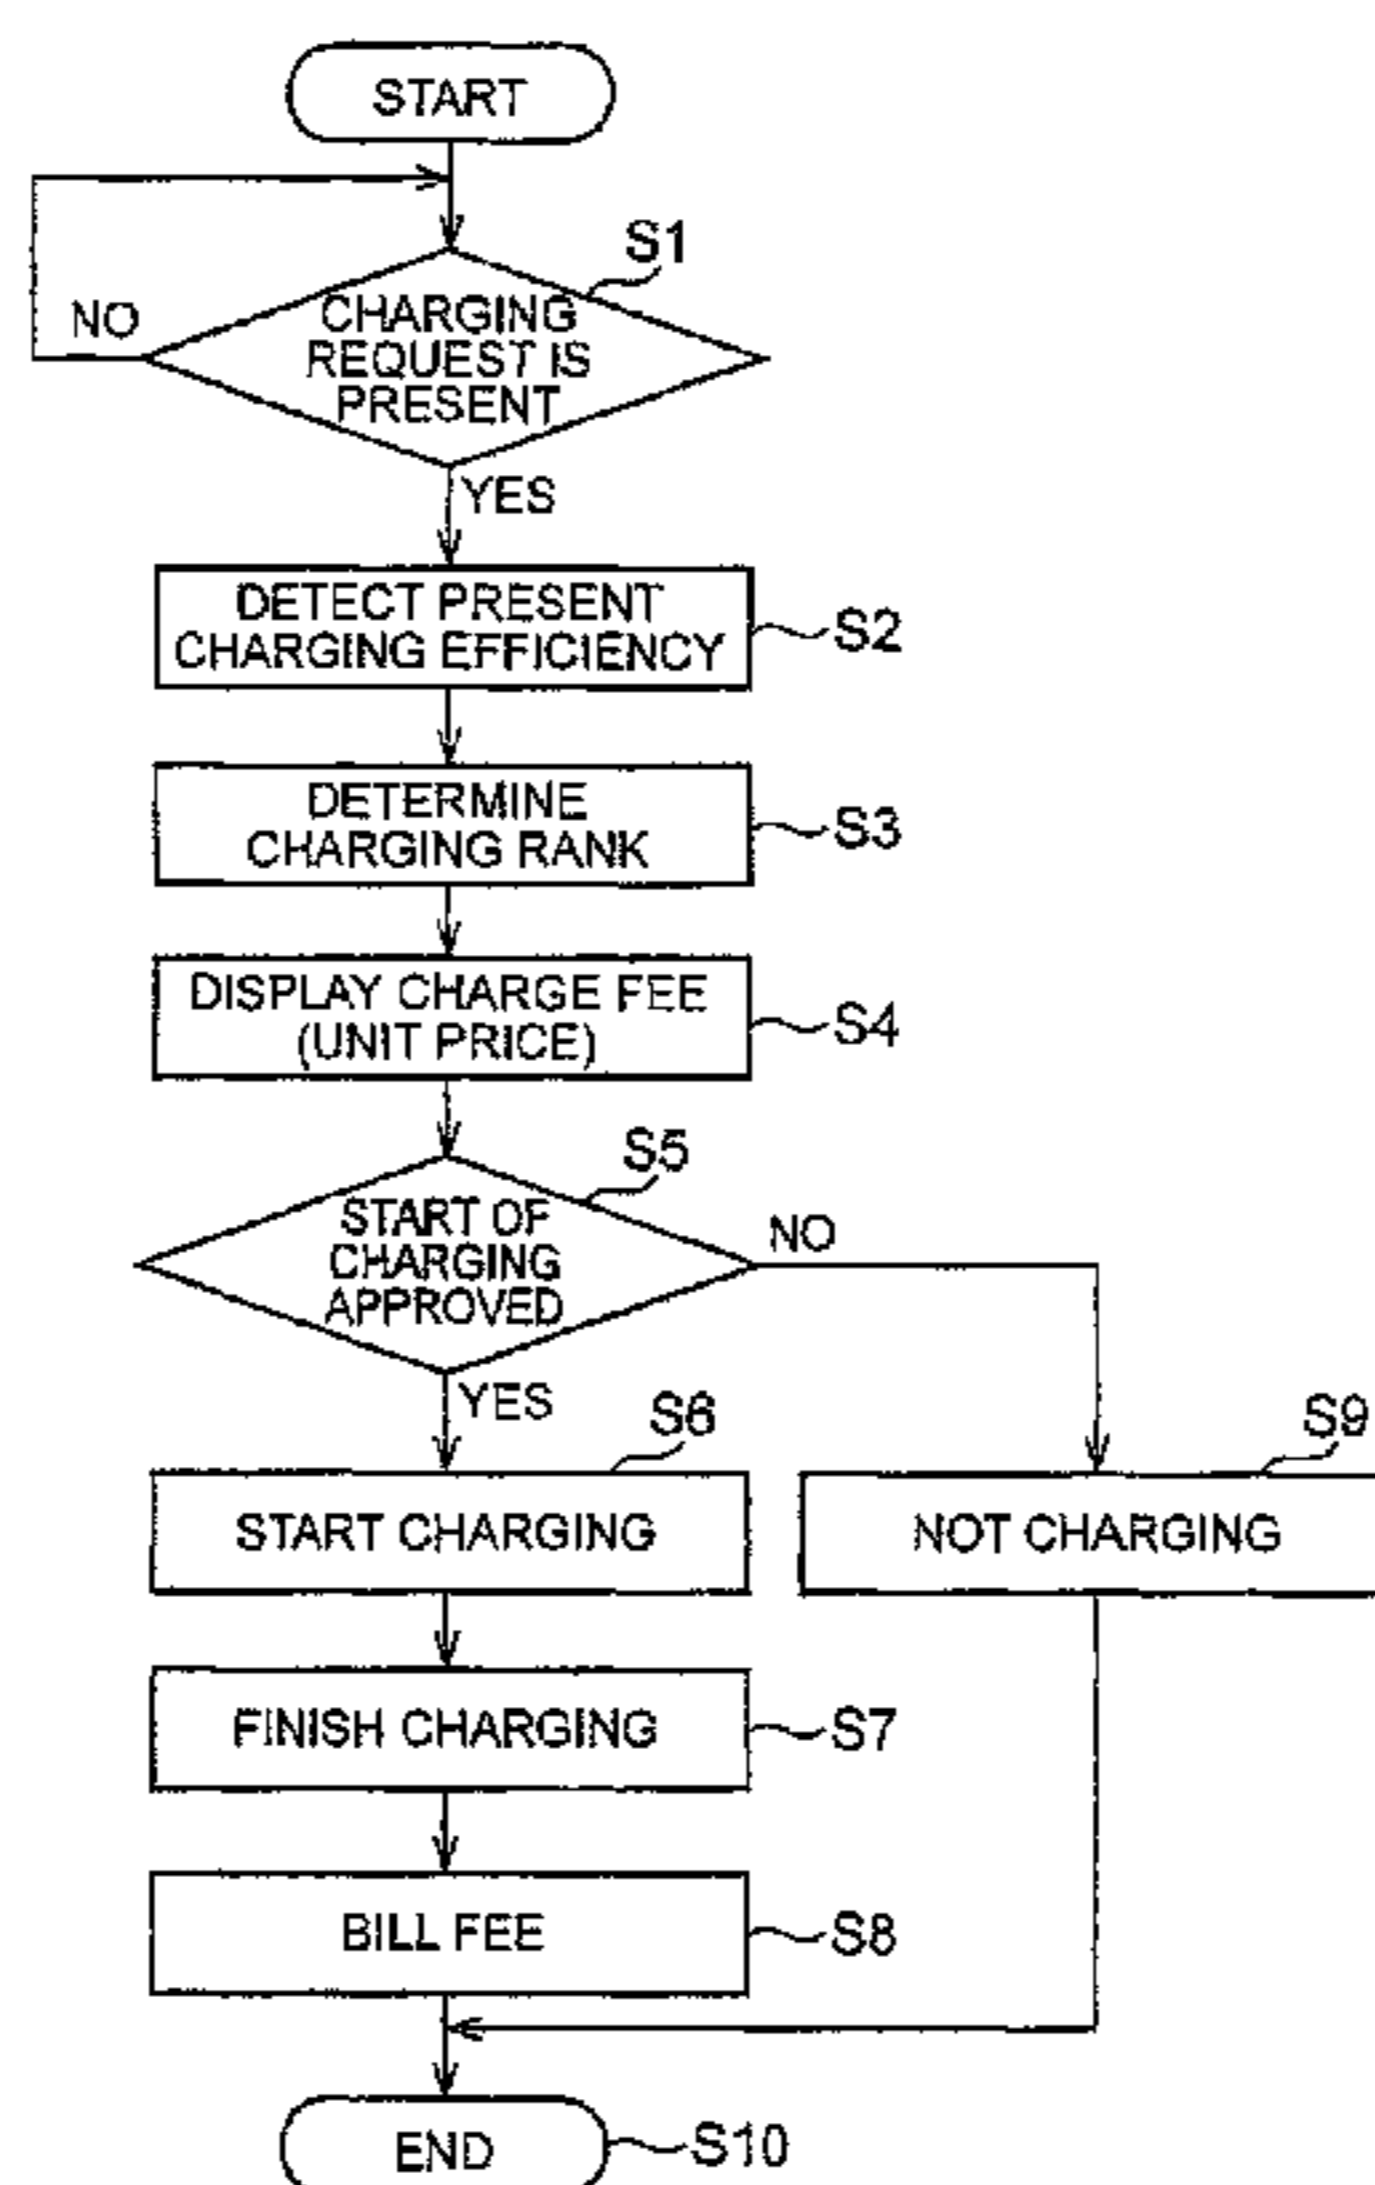 START
S1
NO
CHARGING
REQUEST IS
PRESENT
YES
DETECT PRESENT
CHARGING EFFICIENCY
S2
DETERMINE
CHARGING RANK
S3
DISPLAY CHARGE FEE
(UNIT PRICE)
S4
S5
START OF
CHARGING
APPROVED
NO
YES
S6
S9
START CHARGING
NOT CHARGING
FINISH CHARGING
S7
BILL FEE
S8
END
S10